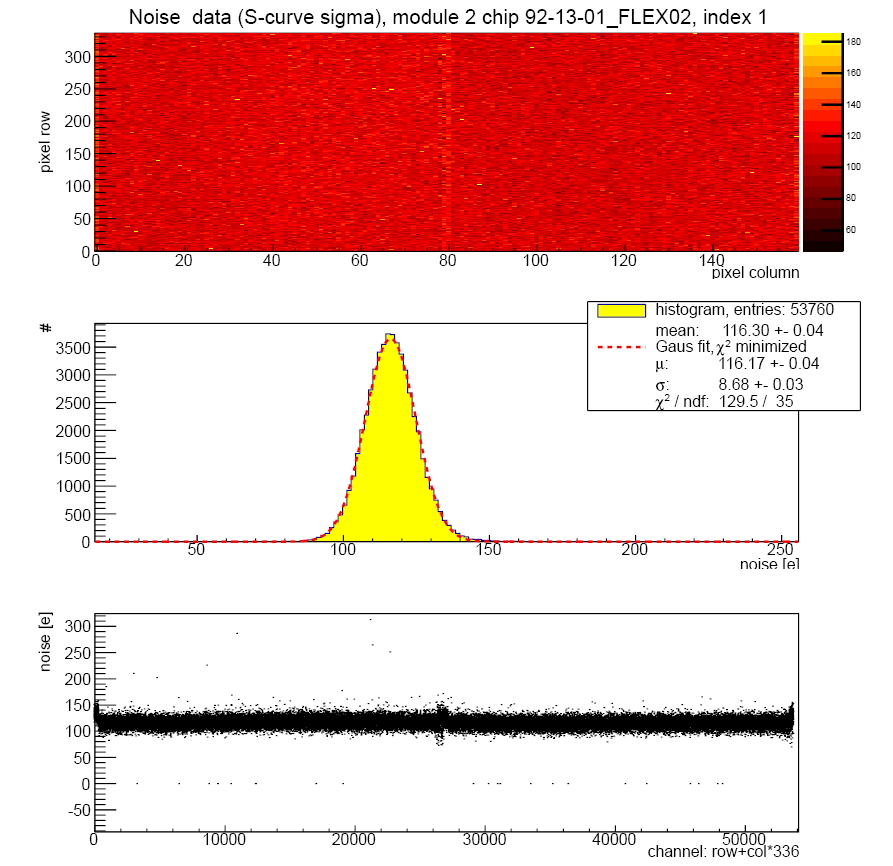 Noise  data (S-curve sigma), module 2 chip 92-13-01_FLEX02, index 1
pixel row
300
250
200
150
100
50
0
0 20 40 60 80 100 120 140
pixel column
180
160
140
120
100
80
60
#
3500
3000
2500
2000
1500
1000
500
0
50 100 150 200 250
noise [e]
histogram, entries: 53760
mean: 116.30 +- 0.04
Gaus fit, χ² minimized
μ: 116.17 +- 0.04
σ: 8.68 +- 0.03
χ² / ndf: 129.5 / 35
noise [e]
300
250
200
150
100
50
0
-50
0 10000 20000 30000 40000 50000
channel: row+col*336